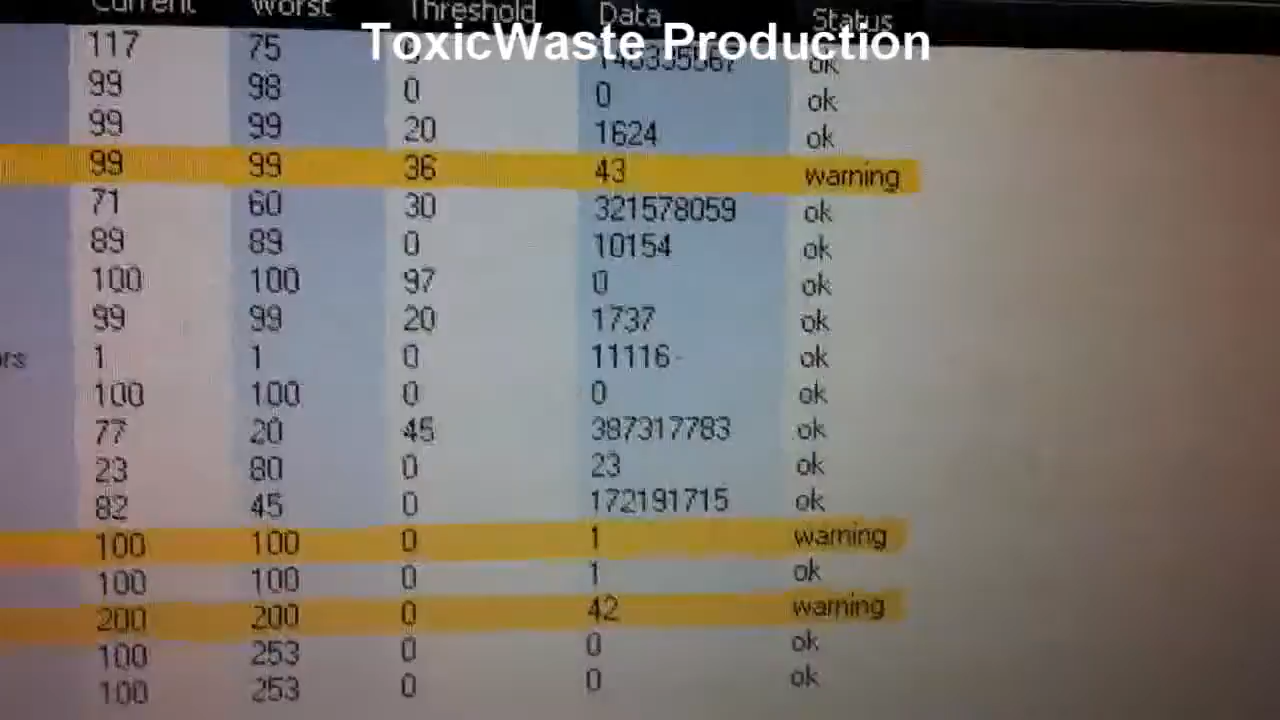 Current Worst Threshold Data Status
ToxicWaste Production
117 75 ok
99 98 0 0 ok
99 99 20 1624 ok
99 99 36 43 warning
71 60 30 321578059 ok
89 89 0 10154 ok
100 100 97 0 ok
99 99 20 1737 ok
ors 1 1 0 11116 ok
100 100 0 0 ok
77 20 45 387317783 ok
23 80 0 23 ok
82 45 0 172191715 ok
100 100 0 1 warning
100 100 0 1 ok
200 200 0 42 warning
100 253 0 0 ok
100 253 0 0 ok